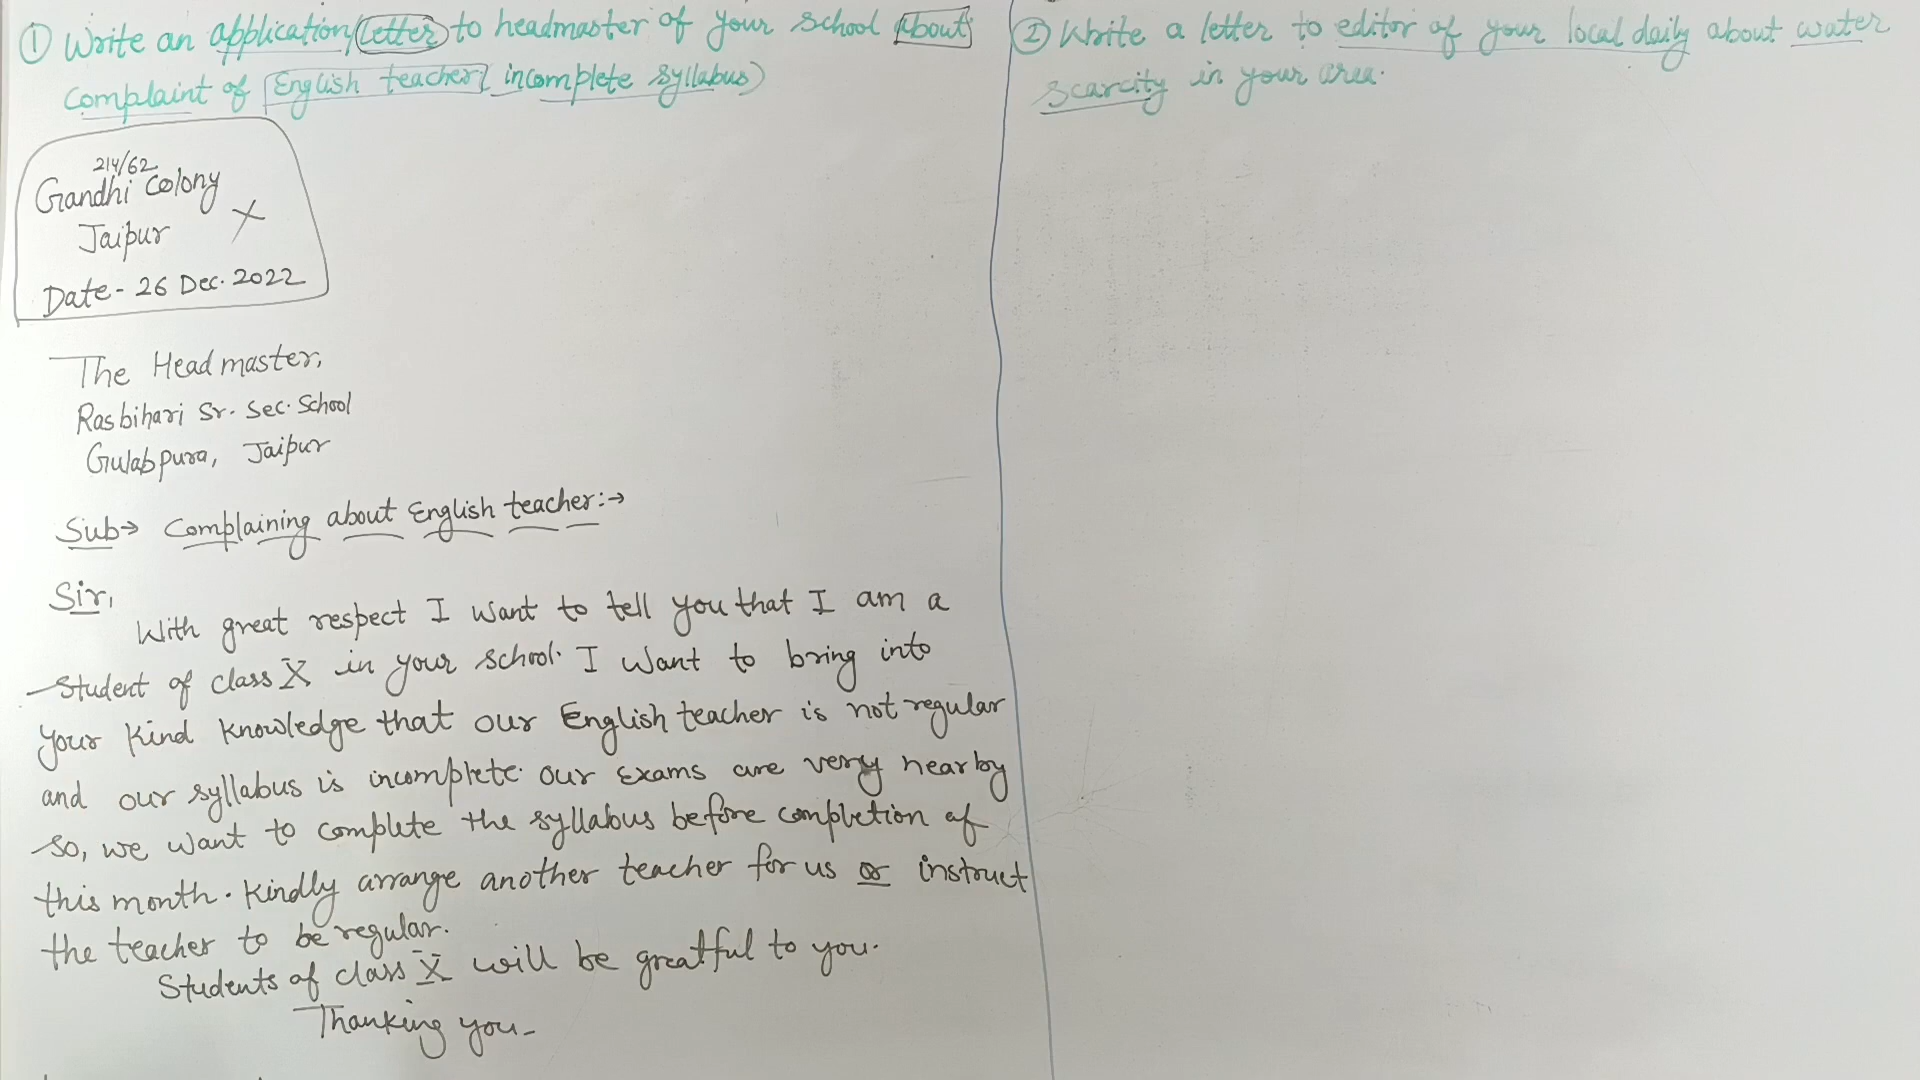 ① Write an application/letter to headmaster of your school about
complaint of English teacher (incomplete syllabus)
214/62
Gandhi Colony
Jaipur
X
Date - 26 Dec. 2022
The Head master,
Rasbihari Sr. Sec. School
Gulabpura, Jaipur
Sub→ Complaining about English teacher:→
Sir,
With great respect I want to tell you that I am a
student of class X in your school. I want to bring into
your kind knowledge that our English teacher is not regular
and our syllabus is incomplete. our exams are very nearby
so, we want to complete the syllabus before completion of
this month. Kindly arrange another teacher for us or instruct
the teacher to be regular.
Students of class X will be greatful to you.
Thanking you-
② Write a letter to editor of your local daily about water
scarcity in your area.